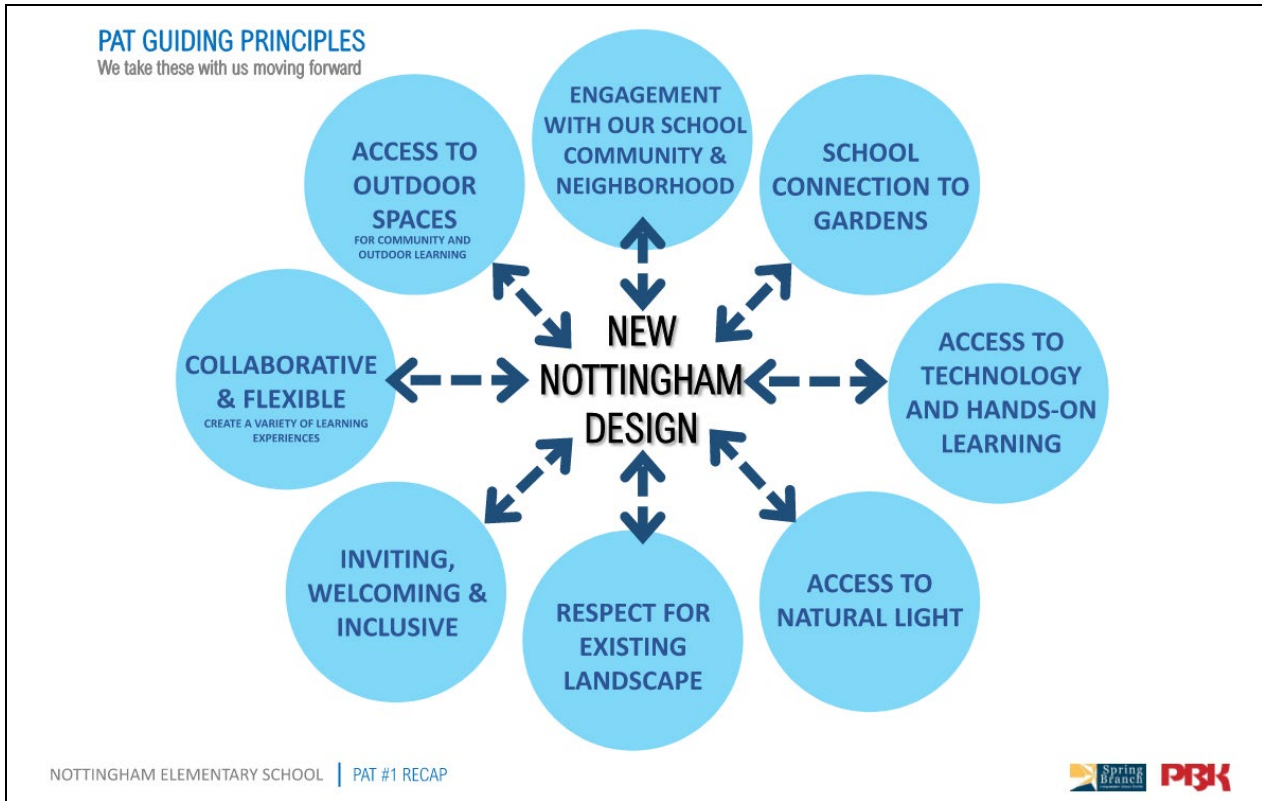 PAT GUIDING PRINCIPLES
We take these with us moving forward
ENGAGEMENT
WITH OUR SCHOOL
COMMUNITY &
NEIGHBORHOOD
SCHOOL
CONNECTION TO
GARDENS
ACCESS TO
TECHNOLOGY
AND HANDS-ON
LEARNING
ACCESS TO
NATURAL LIGHT
RESPECT FOR
EXISTING
LANDSCAPE
INVITING,
WELCOMING &
INCLUSIVE
COLLABORATIVE
& FLEXIBLE
CREATE A VARIETY OF LEARNING
EXPERIENCES
ACCESS TO
OUTDOOR
SPACES
FOR COMMUNITY AND
OUTDOOR LEARNING
NEW
NOTTINGHAM
DESIGN
NOTTINGHAM ELEMENTARY SCHOOL | PAT #1 RECAP
Spring
Branch
PBK